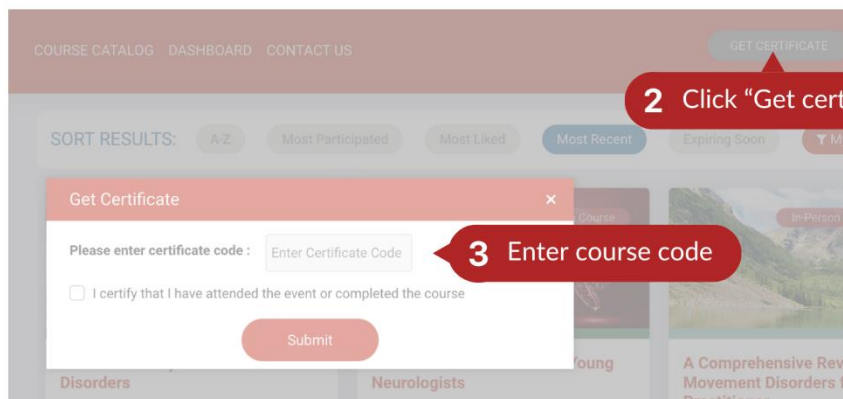 COURSE CATALOG DASHBOARD CONTACT US
GET CERTIFICATE
2 Click “Get cert
SORT RESULTS: A-Z Most Participated Most Liked Most Recent Expiring Soon
Get Certificate ×
Course
In-Person
Please enter certificate code : Enter Certificate Code
3 Enter course code
I certify that I have attended the event or completed the course
Submit
Young
Disorders
Neurologists
A Comprehensive Rev
Movement Disorders